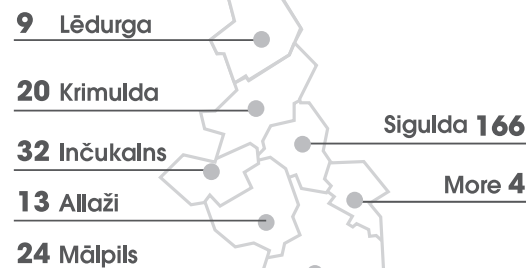 9 Lēdurga
20 Krimulda
Sigulda 166
32 Inčukalns
More 4
13 Allaži
24 Mālpils